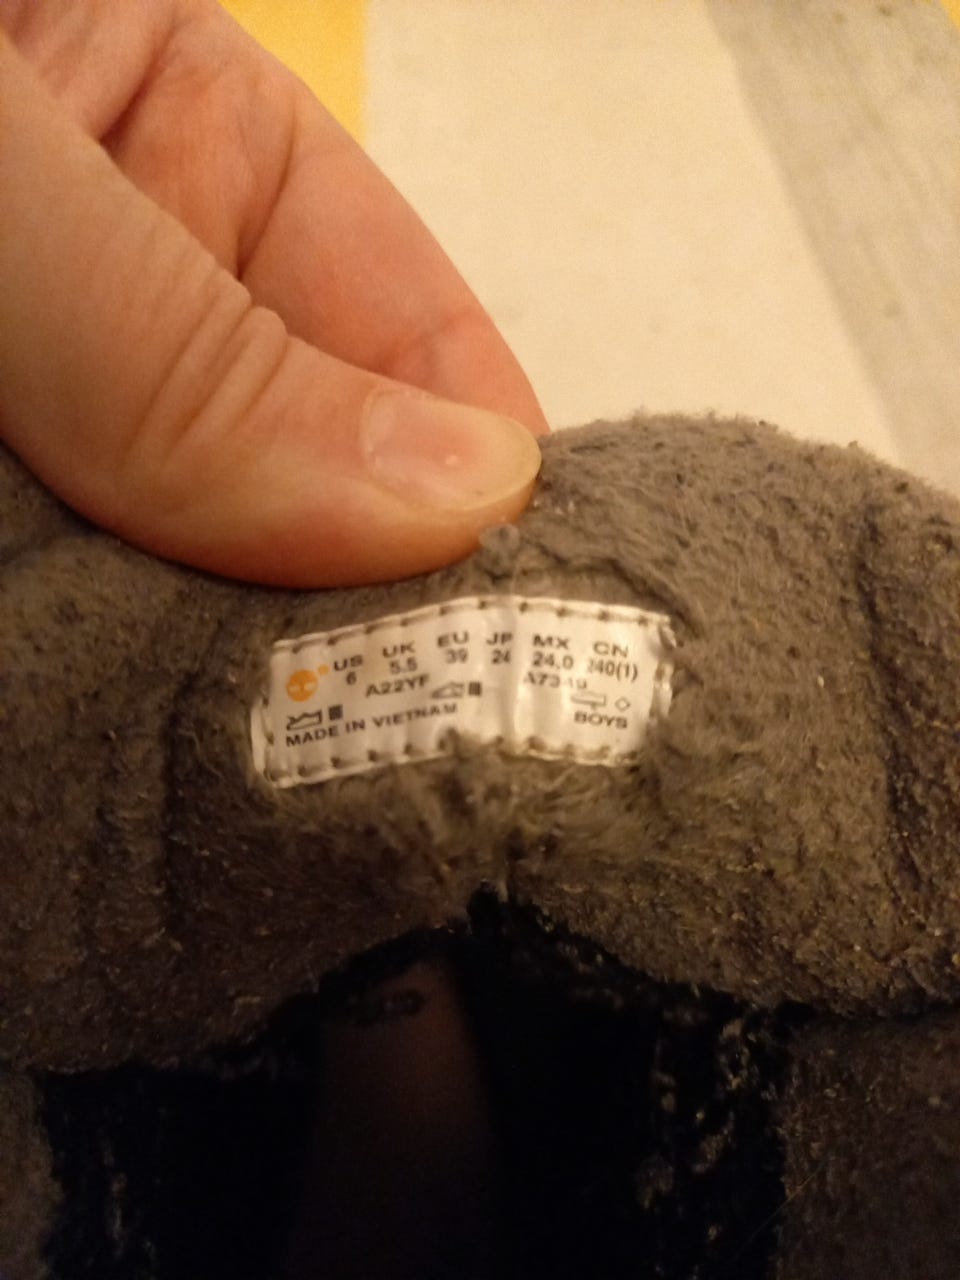 US UK EU JP MX CN
6 5.5 39 24 24.0 240(1)
A22YF
MADE IN VIETNAM BOYS